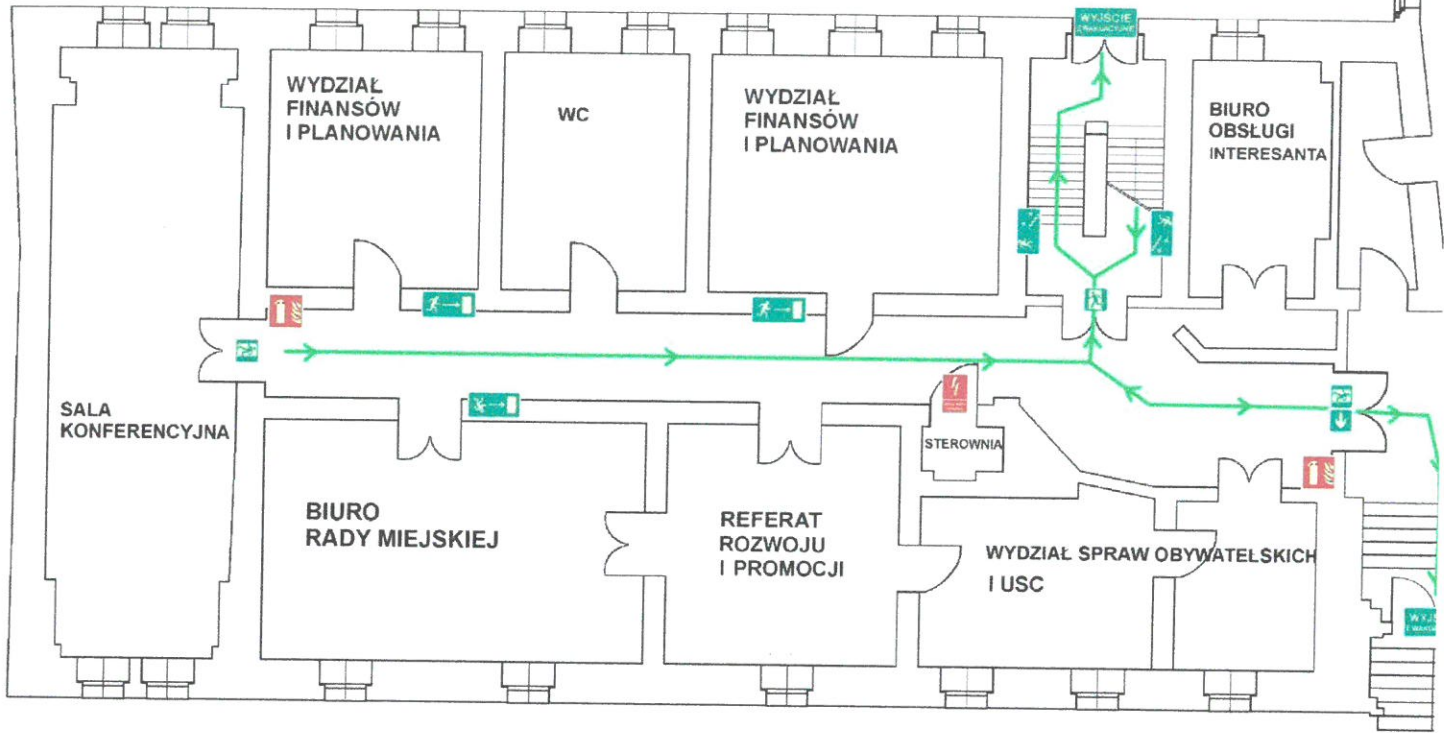 WYJŚCIE
EWAKUACYJNE
WYDZIAŁ
FINANSÓW
I PLANOWANIA
WC
WYDZIAŁ
FINANSÓW
I PLANOWANIA
BIURO
OBSŁUGI
INTERESANTA
SALA
KONFERENCYJNA
STEROWNIA
BIURO
RADY MIEJSKIEJ
REFERAT
ROZWOJU
I PROMOCJI
WYDZIAŁ SPRAW OBYWATELSKICH
I USC